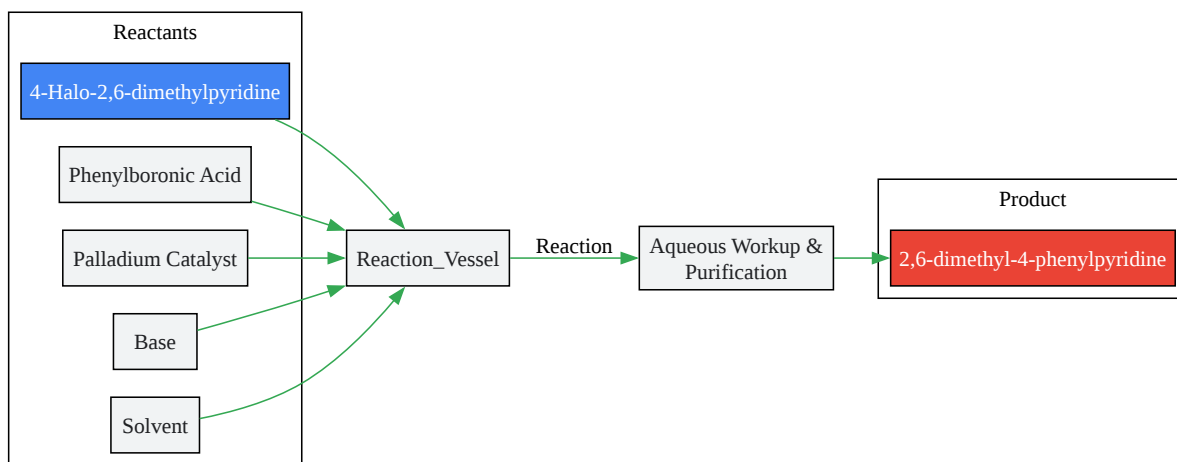 Reactants
4-Halo-2,6-dimethylpyridine
Phenylboronic Acid
Palladium Catalyst
Base
Solvent
Reaction_Vessel
Reaction
Aqueous Workup &
Purification
Product
2,6-dimethyl-4-phenylpyridine